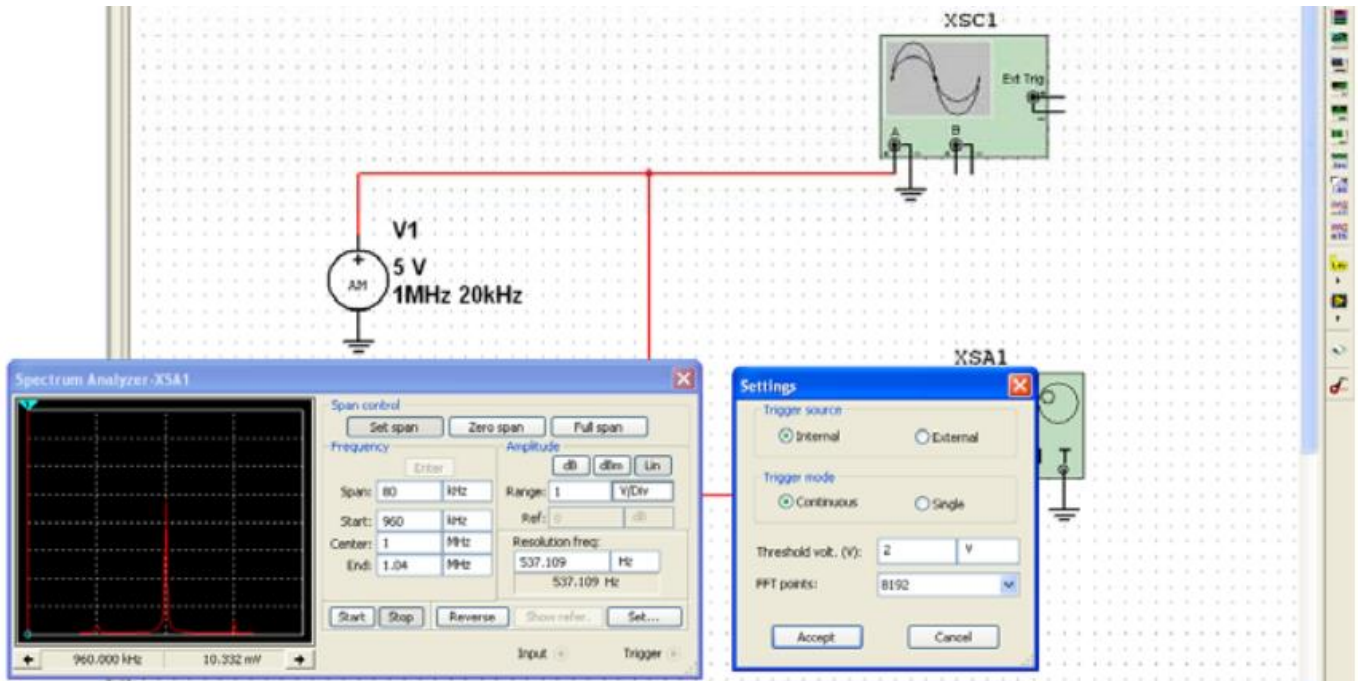 XSC1
Ext Trig
A
B
V1
5 V
AM
1MHz 20kHz
XSA1
T
Spectrum Analyzer-XSA1
Span control
Set span
Zero span
Full span
Frequency
Enter
Span: 80 kHz
Start: 960 kHz
Center: 1 MHz
End: 1.04 MHz
Amplitude
dB
dBm
Lin
Range: 1 V/Div
Ref: 0 dB
Resolution freq:
537.109 Hz
537.109 Hz
Start
Stop
Reverse
Show refer.
Set...
960.000 kHz
10.332 mV
Input
Trigger
Settings
Trigger source
Internal
External
Trigger mode
Continuous
Single
Threshold volt. (V): 2 V
FFT points: 8192
Accept
Cancel